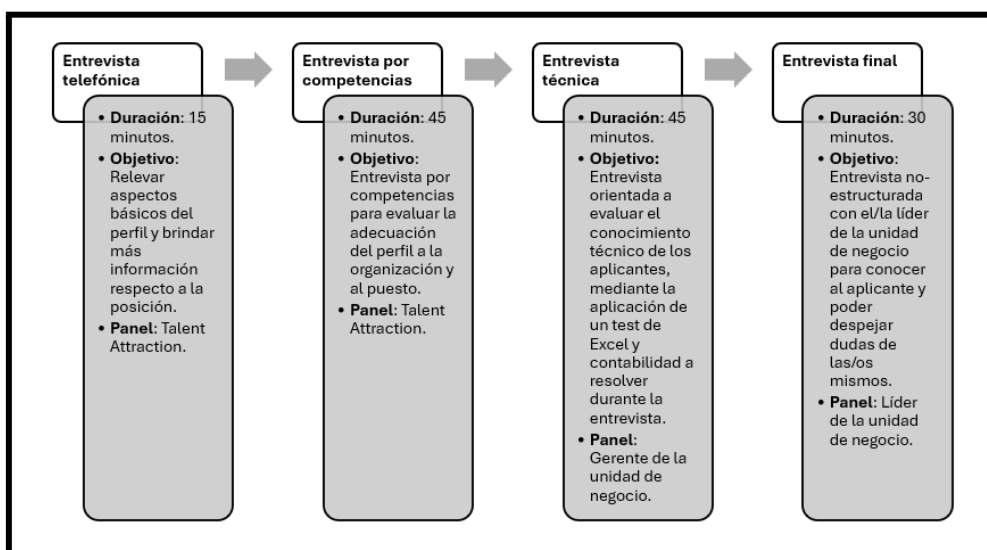 Entrevista
telefónica
• Duración: 15
minutos.
• Objetivo:
Relevar
aspectos
básicos del
perfil y brindar
más
información
respecto a la
posición.
• Panel: Talent
Attraction.
Entrevista por
competencias
• Duración: 45
minutos.
• Objetivo:
Entrevista por
competencias
para evaluar la
adecuación
del perfil a la
organización y
al puesto.
• Panel: Talent
Attraction.
Entrevista
técnica
• Duración: 45
minutos.
• Objetivo:
Entrevista
orientada a
evaluar el
conocimiento
técnico de los
aplicantes,
mediante la
aplicación de
un test de
Excel y
contabilidad a
resolver
durante la
entrevista.
• Panel:
Gerente de la
unidad de
negocio.
Entrevista final
• Duración: 30
minutos.
• Objetivo:
Entrevista no-
estructurada
con el/la líder
de la unidad
de negocio
para conocer
al aplicante y
poder
despejar
dudas de
las/os
mismos.
• Panel: Líder
de la unidad
de negocio.